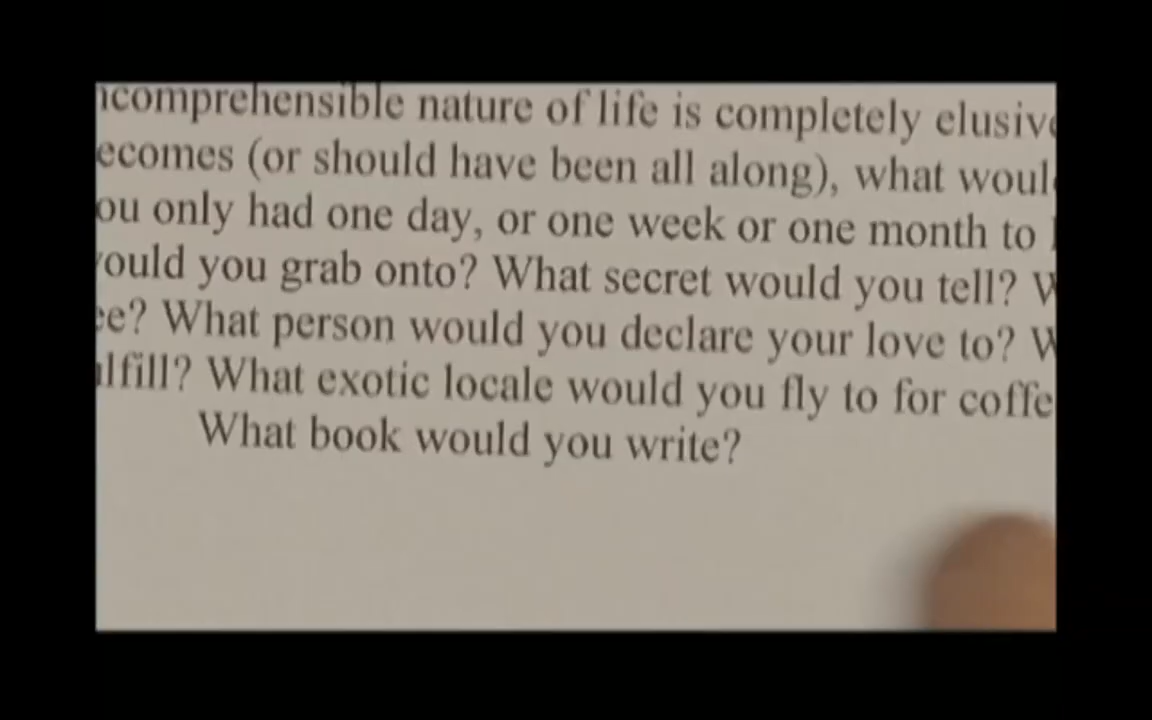 ncomprehensible nature of life is completely elusive
ecomes (or should have been all along), what would
ou only had one day, or one week or one month to
ould you grab onto? What secret would you tell? W
ee? What person would you declare your love to? W
lfill? What exotic locale would you fly to for coffe
What book would you write?